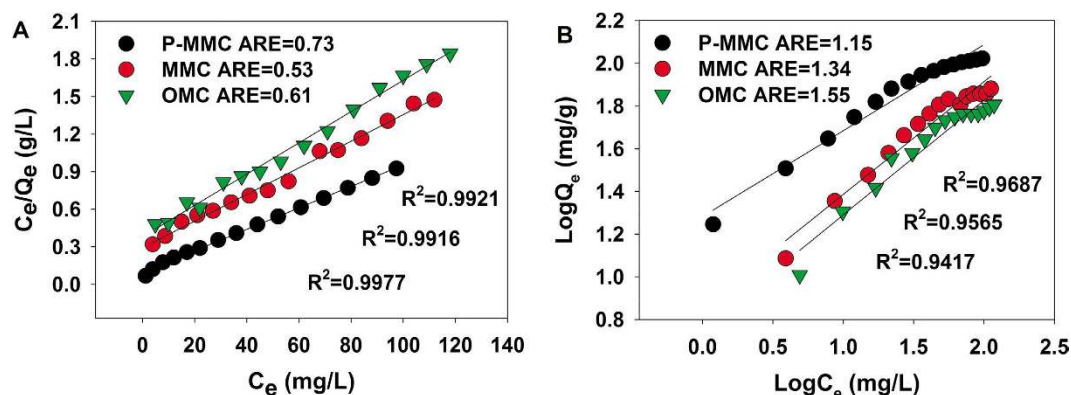 A
P-MMC ARE=0.73
MMC ARE=0.53
OMC ARE=0.61
R²=0.9921
R²=0.9916
R²=0.9977
1.8
1.5
1.2
0.9
0.6
0.3
0.0
2.1
0 20 40 60 80 100 120 140
Cₑ/Qₑ (g/L)
Cₑ (mg/L)
B
P-MMC ARE=1.15
MMC ARE=1.34
OMC ARE=1.55
R²=0.9687
R²=0.9565
R²=0.9417
2.2
2.0
1.8
1.6
1.4
1.2
1.0
0.8
0.0 0.5 1.0 1.5 2.0 2.5
LogQₑ (mg/g)
LogCₑ (mg/L)